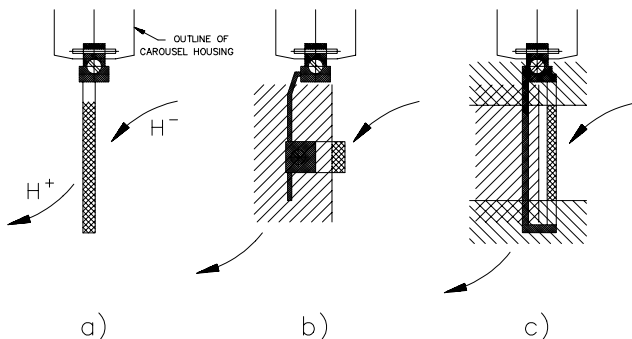 OUTLINE OF
CAROUSEL HOUSING
H⁻
H⁺
a)
b)
c)